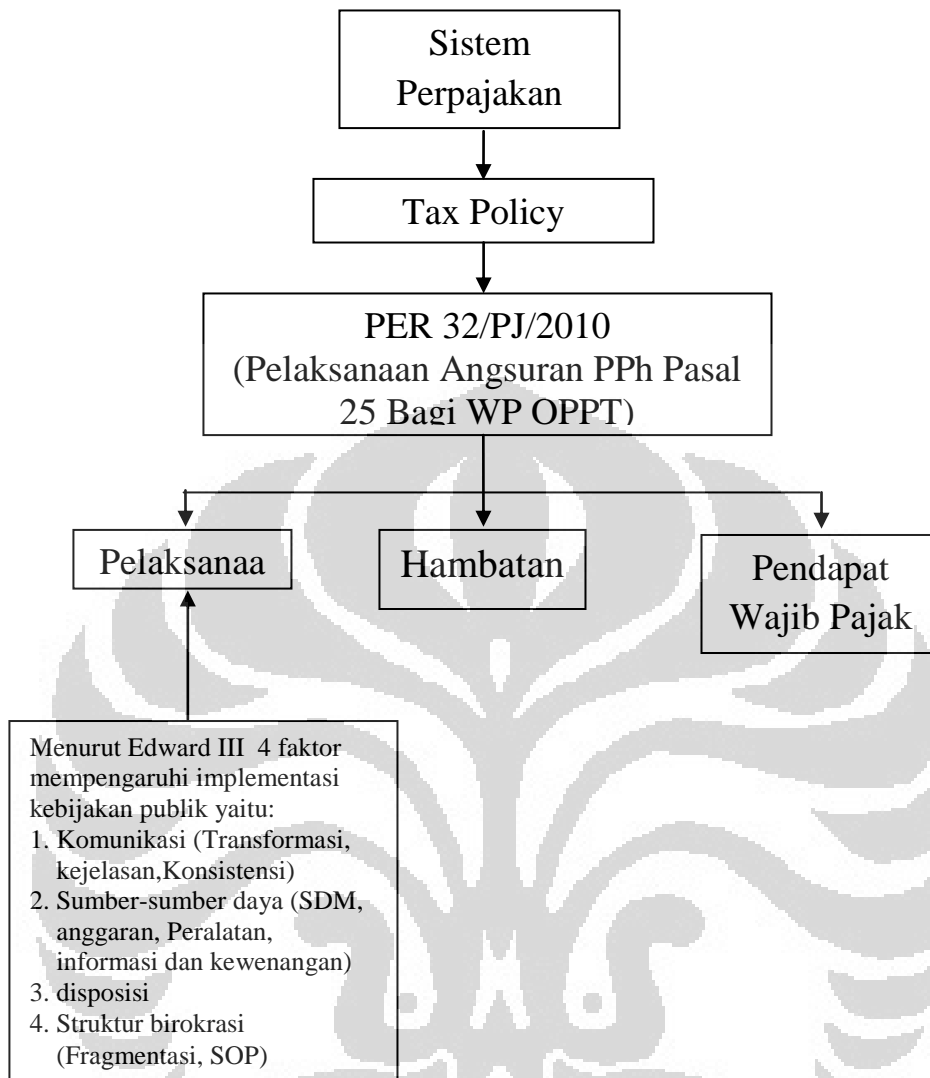 Sistem
Perpajakan
Tax Policy
PER 32/PJ/2010
(Pelaksanaan Angsuran PPh Pasal
25 Bagi WP OPPT)
Pelaksanaa
Hambatan
Pendapat
Wajib Pajak
Menurut Edward III 4 faktor
mempengaruhi implementasi
kebijakan publik yaitu:
1. Komunikasi (Transformasi,
kejelasan,Konsistensi)
2. Sumber-sumber daya (SDM,
anggaran, Peralatan,
informasi dan kewenangan)
3. disposisi
4. Struktur birokrasi
(Fragmentasi, SOP)